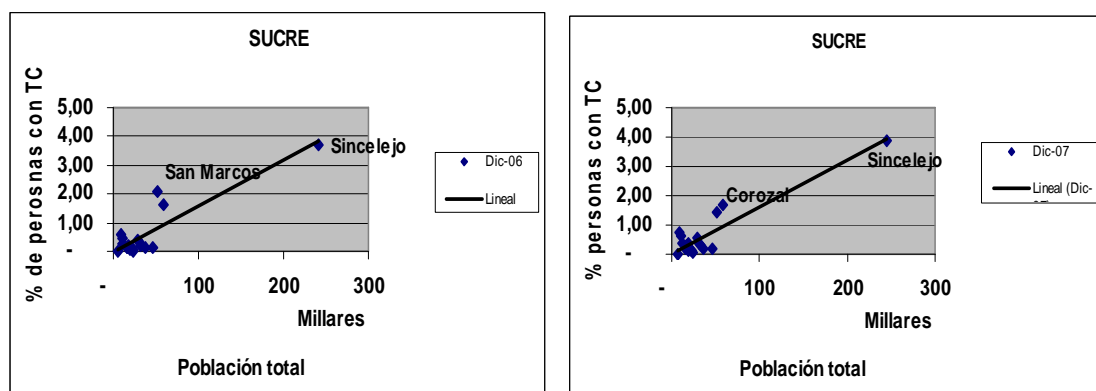 SUCRE
% de perosnas con TC
5,00
4,00
3,00
2,00
1,00
-
San Marcos
Sincelejo
- 100 200 300
Millares
Población total
Dic-06
Lineal
SUCRE
% personas con TC
5,00
4,00
3,00
2,00
1,00
-
Corozal
Sincelejo
- 100 200 300
Millares
Población total
Dic-07
Lineal (Dic-